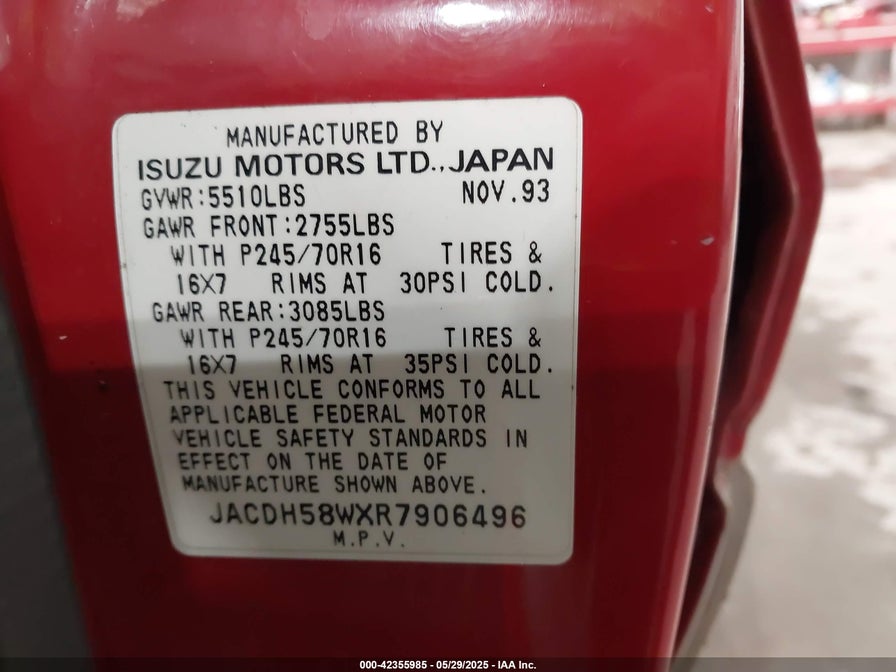 MANUFACTURED BY
ISUZU MOTORS LTD., JAPAN
GVWR:5510LBS NOV.93
GAWR FRONT:2755LBS
WITH P245/70R16 TIRES &
16X7 RIMS AT 30PSI COLD.
GAWR REAR:3085LBS
WITH P245/70R16 TIRES &
16X7 RIMS AT 35PSI COLD.
THIS VEHICLE CONFORMS TO ALL
APPLICABLE FEDERAL MOTOR
VEHICLE SAFETY STANDARDS IN
EFFECT ON THE DATE OF
MANUFACTURE SHOWN ABOVE.
JACDH58WXR7906496
M.P.V.
000-42355985 - 05/29/2025 - IAA Inc.